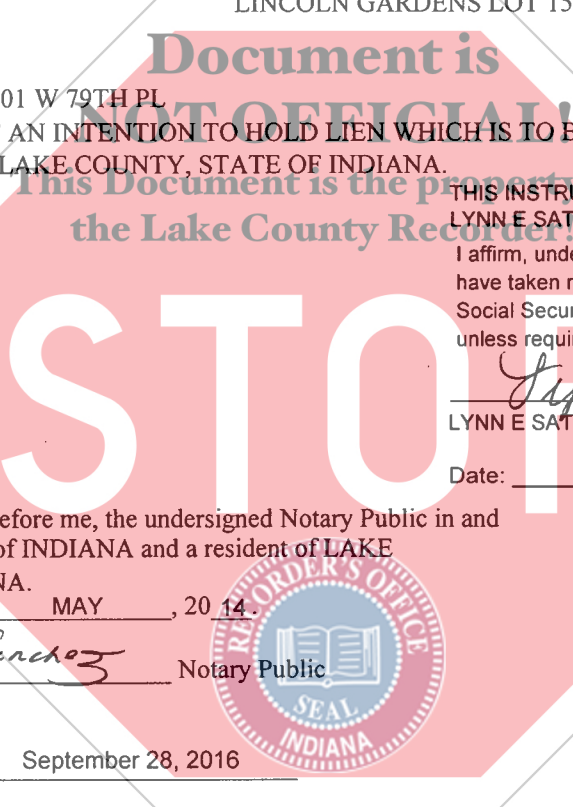 LINCOLN GARDENS LOT 15
Document is
01 W 79TH PL
NOT OFFICIAL!
AN INTENTION TO HOLD LIEN WHICH IS TO B
LAKE COUNTY, STATE OF INDIANA.
This Document is the property
the Lake County Recorder!
THIS INSTRU
LYNN E SAT
I affirm, unde
have taken r
Social Secur
unless requi
STO
LYNN E SAT
Date:
efore me, the undersigned Notary Public in and
of INDIANA and a resident of LAKE
NA.
MAY , 20 14.
Notary Public
RECORDER'S OFFICE
SEAL
INDIANA
September 28, 2016